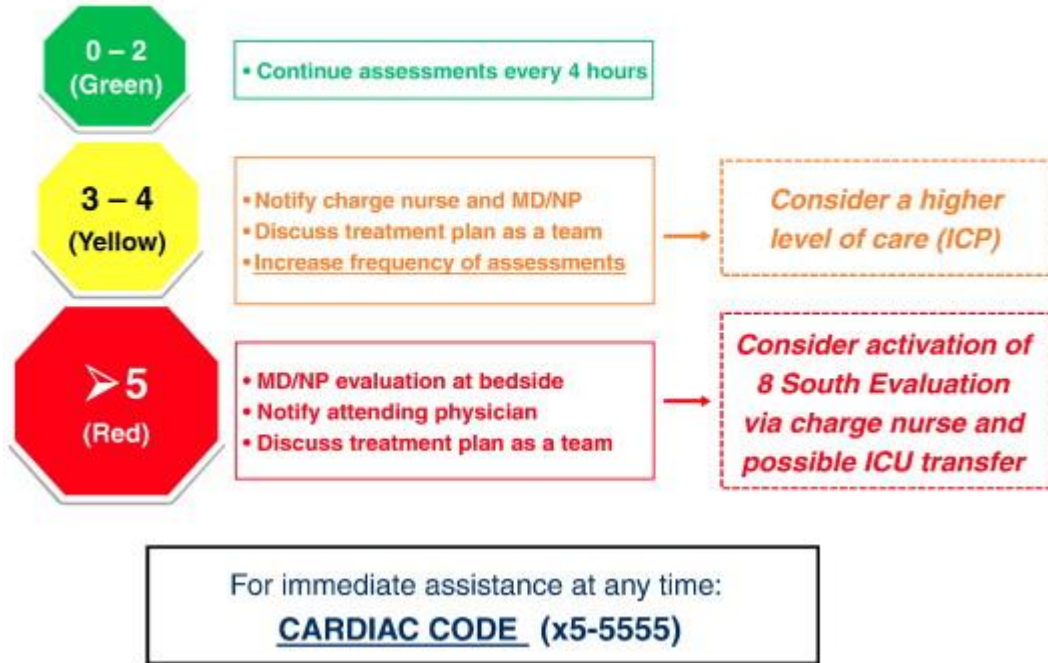 0 – 2
(Green)
• Continue assessments every 4 hours
3 – 4
(Yellow)
• Notify charge nurse and MD/NP
• Discuss treatment plan as a team
• Increase frequency of assessments
Consider a higher
level of care (ICP)
➢5
(Red)
• MD/NP evaluation at bedside
• Notify attending physician
• Discuss treatment plan as a team
Consider activation of
8 South Evaluation
via charge nurse and
possible ICU transfer
For immediate assistance at any time:
CARDIAC CODE (x5-5555)